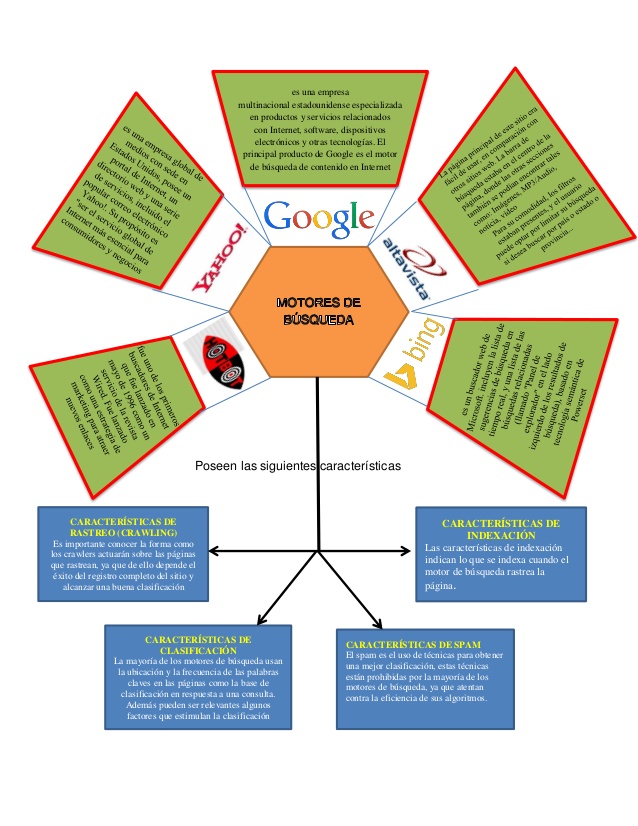 es una empresa
multinacional estadounidense especializada
en productos y servicios relacionados
con Internet, software, dispositivos
electrónicos y otras tecnologías. El
principal producto de Google es el motor
de búsqueda de contenido en Internet
es una empresa global de
medios con sede en
Estados Unidos, posee un
portal de Internet, un
directorio web y una serie
de servicios, incluido el
popular correo electrónico
Yahoo!. Su propósito es
"ser el servicio global de
Internet más esencial para
consumidores y negocios
La página principal de este sitio era
fácil de usar, en comparación con
otros sitios web. La barra de
búsqueda estaba en el centro de la
página, donde las otras secciones
también se podían encontrar tales
como: Imágenes, MP3/Audio,
noticia, video
Para su comodidad, los filtros
estaban presentes, y el usuario
puede optar por limitar su búsqueda
si desea buscar por país o estado o
provincia...
Google
YAHOO!
altavista
MOTORES DE
BÚSQUEDA
bing
fue uno de los primeros
buscadores de Internet
que fue lanzado en
mayo de 1996 como un
servicio de la revista
Wired. Fue lanzado
como una estrategia de
marketing para atraer
nuevos enlaces
es un buscador web de
Microsoft. incluyen la lista de
sugerencias de búsqueda en
tiempo real, y una lista de las
búsquedas relacionadas
(llamado "Panel de
explorador" en el lado
izquierdo de los resultados de
búsqueda), basado en
tecnología semántica de
Powerset
Poseen las siguientes características
CARACTERÍSTICAS DE
RASTREO (CRAWLING)
Es importante conocer la forma como
los crawlers actuarán sobre las páginas
que rastrean, ya que de ello depende el
éxito del registro completo del sitio y
alcanzar una buena clasificación
CARACTERÍSTICAS DE
INDEXACIÓN
Las características de indexación
indican lo que se indexa cuando el
motor de búsqueda rastrea la
página.
CARACTERÍSTICAS DE
CLASIFICACIÓN
La mayoría de los motores de búsqueda usan
la ubicación y la frecuencia de las palabras
claves en las páginas como la base de
clasificación en respuesta a una consulta.
Además pueden ser relevantes algunos
factores que estimulan la clasificación
CARACTERÍSTICAS DE SPAM
El spam es el uso de técnicas para obtener
una mejor clasificación, estas técnicas
están prohibidas por la mayoría de los
motores de búsqueda, ya que atentan
contra la eficiencia de sus algoritmos.